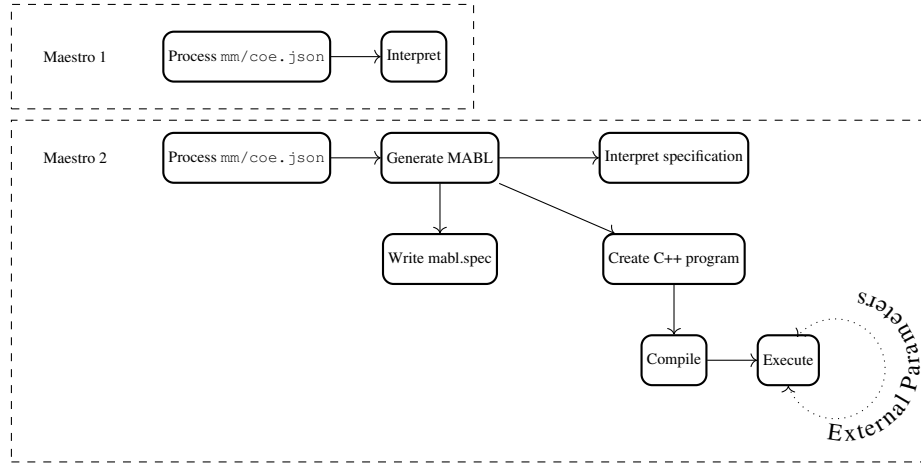 Maestro 1
Process mm/coe.json
Interpret
Maestro 2
Process mm/coe.json
Generate MABL
Interpret specification
Write mabl.spec
Create C++ program
Compile
Execute
External Parameters